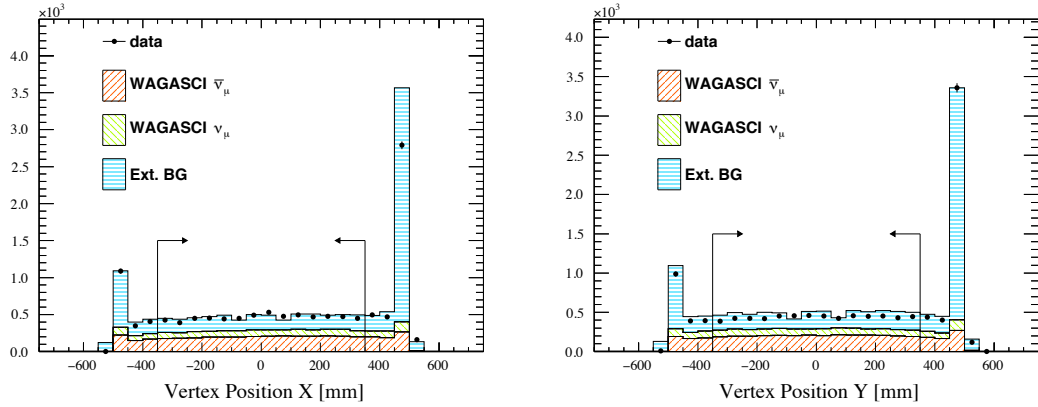 ×10³
4.0
3.5
3.0
2.5
2.0
1.5
1.0
0.5
0.0
data
WAGASCI ν̅μ
WAGASCI νμ
Ext. BG
−600 −400 −200 0 200 400 600
Vertex Position X [mm]
×10³
4.0
3.5
3.0
2.5
2.0
1.5
1.0
0.5
0.0
data
WAGASCI ν̅μ
WAGASCI νμ
Ext. BG
−600 −400 −200 0 200 400 600
Vertex Position Y [mm]